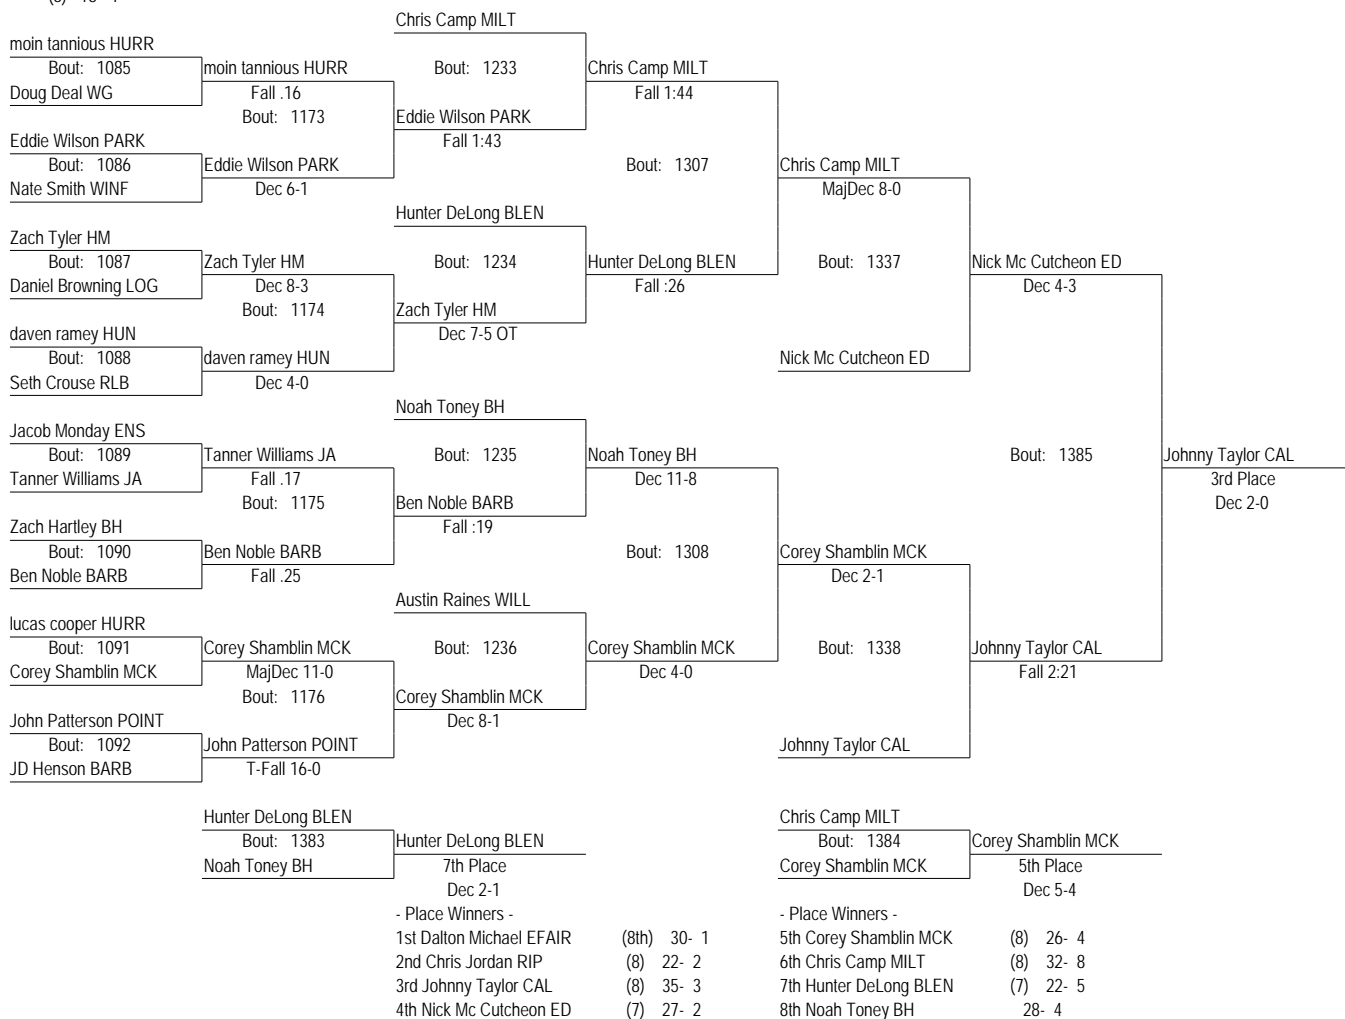 Chris Camp MILT
moin tannious HURR
Bout: 1085 moin tannious HURR Bout: 1233 Chris Camp MILT
Doug Deal WG Fall .16 Fall 1:44
Bout: 1173 Eddie Wilson PARK
Eddie Wilson PARK Fall 1:43
Bout: 1086 Eddie Wilson PARK Bout: 1307 Chris Camp MILT
Nate Smith WINF Dec 6-1 MajDec 8-0
Hunter DeLong BLEN
Zach Tyler HM
Bout: 1087 Zach Tyler HM Bout: 1234 Hunter DeLong BLEN Bout: 1337 Nick Mc Cutcheon ED
Daniel Browning LOG Dec 8-3 Fall :26 Dec 4-3
Bout: 1174 Zach Tyler HM
daven ramey HUN Dec 7-5 OT
Bout: 1088 daven ramey HUN Nick Mc Cutcheon ED
Seth Crouse RLB Dec 4-0
Noah Toney BH
Jacob Monday ENS
Bout: 1089 Tanner Williams JA Bout: 1235 Noah Toney BH Bout: 1385 Johnny Taylor CAL
Tanner Williams JA Fall .17 Dec 11-8 3rd Place
Bout: 1175 Ben Noble BARB Dec 2-0
Zach Hartley BH Fall :19
Bout: 1090 Ben Noble BARB Bout: 1308 Corey Shamblin MCK
Ben Noble BARB Fall .25 Dec 2-1
Austin Raines WILL
lucas cooper HURR
Bout: 1091 Corey Shamblin MCK Bout: 1236 Corey Shamblin MCK Bout: 1338 Johnny Taylor CAL
Corey Shamblin MCK MajDec 11-0 Dec 4-0 Fall 2:21
Bout: 1176 Corey Shamblin MCK
John Patterson POINT Dec 8-1
Bout: 1092 John Patterson POINT Johnny Taylor CAL
JD Henson BARB T-Fall 16-0
Hunter DeLong BLEN Chris Camp MILT
Bout: 1383 Hunter DeLong BLEN Bout: 1384 Corey Shamblin MCK
Noah Toney BH 7th Place Corey Shamblin MCK 5th Place
Dec 2-1 Dec 5-4
- Place Winners - - Place Winners -
1st Dalton Michael EFAIR (8th) 30- 1 5th Corey Shamblin MCK (8) 26- 4
2nd Chris Jordan RIP (8) 22- 2 6th Chris Camp MILT (8) 32- 8
3rd Johnny Taylor CAL (8) 35- 3 7th Hunter DeLong BLEN (7) 22- 5
4th Nick Mc Cutcheon ED (7) 27- 2 8th Noah Toney BH 28- 4